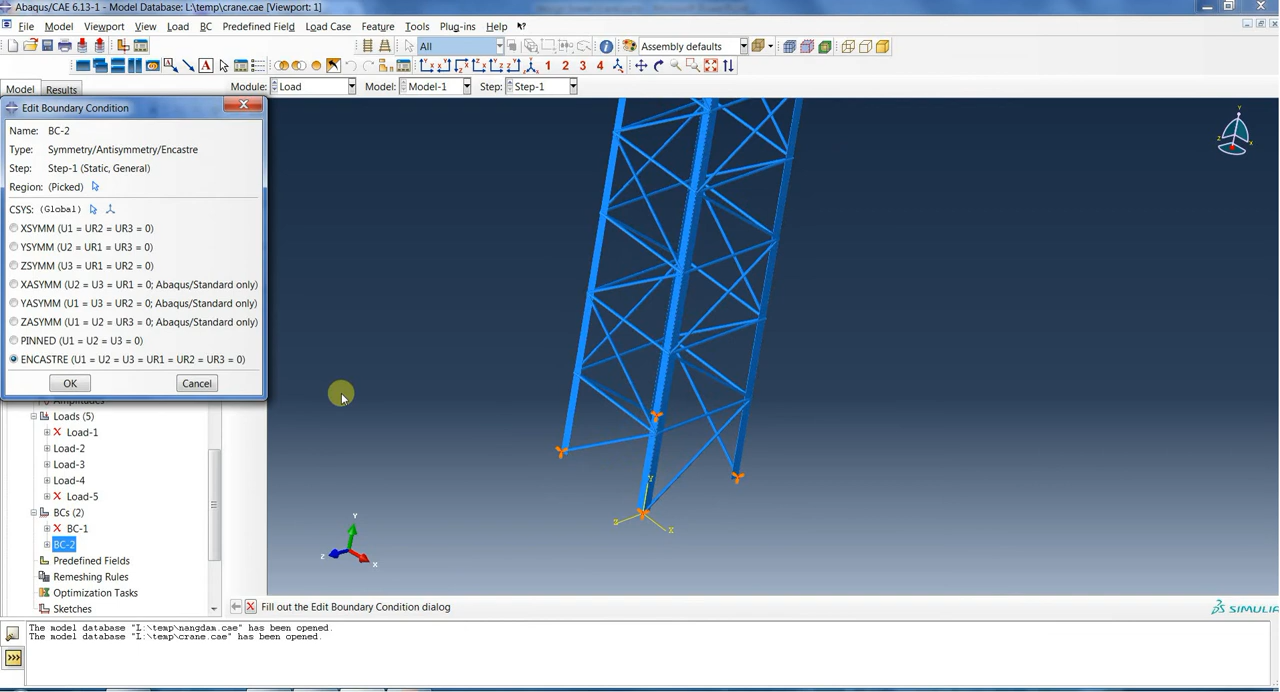 Abaqus/CAE 6.13-1 - Model Database: L:\temp\crane.cae [Viewport: 1]
File Model Viewport View Load BC Predefined Field Load Case Feature Tools Plug-ins Help
All Assembly defaults
1 2 3 4
Model Results Module: Load Model: Model-1 Step: Step-1
Edit Boundary Condition
Name: BC-2
Type: Symmetry/Antisymmetry/Encastre
Step: Step-1 (Static, General)
Region: (Picked)
CSYS: (Global)
XSYMM (U1 = UR2 = UR3 = 0)
YSYMM (U2 = UR1 = UR3 = 0)
ZSYMM (U3 = UR1 = UR2 = 0)
XASYMM (U2 = U3 = UR1 = 0; Abaqus/Standard only)
YASYMM (U1 = U3 = UR2 = 0; Abaqus/Standard only)
ZASYMM (U1 = U2 = UR3 = 0; Abaqus/Standard only)
PINNED (U1 = U2 = U3 = 0)
ENCASTRE (U1 = U2 = U3 = UR1 = UR2 = UR3 = 0)
OK Cancel
Amplitudes
Loads (5)
Load-1
Load-2
Load-3
Load-4
Load-5
BCs (2)
BC-1
BC-2
Predefined Fields
Remeshing Rules
Optimization Tasks
Sketches
Y
Z
X
Y
Z
X
Y
Z
X
Fill out the Edit Boundary Condition dialog
SIMULIA
The model database "L:\temp\nangdam.cae" has been opened.
The model database "L:\temp\crane.cae" has been opened.